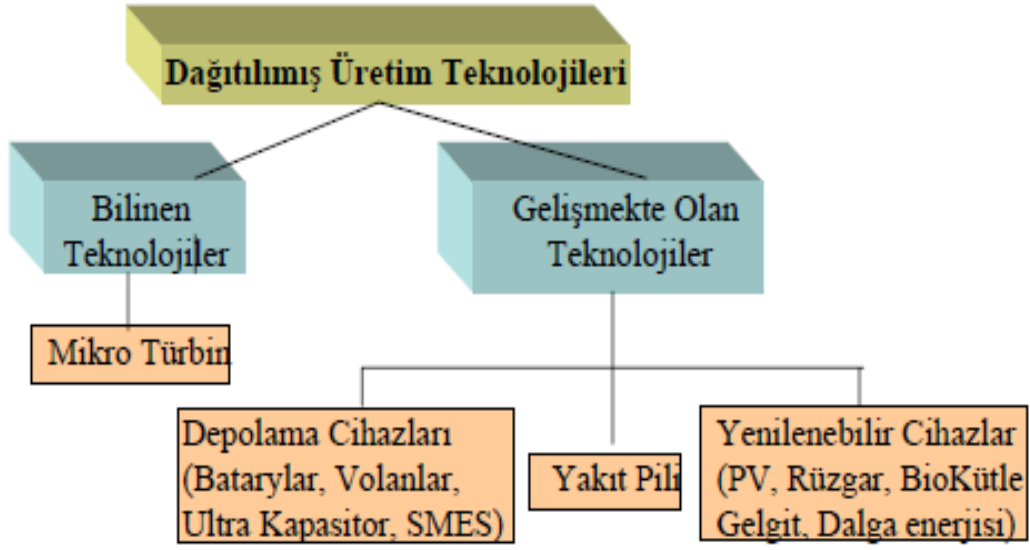 Dağıtılımış Üretim Teknolojileri
Bilinen
Teknolojiler
Gelişmekte Olan
Teknolojiler
Mikro Türbin
Depolama Cihazları
(Batarylar, Volanlar,
Ultra Kapasitor, SMES)
Yakıt Pili
Yenilenebilir Cihazlar
(PV, Rüzgar, BioKütle
Gelgit, Dalga enerjisi)